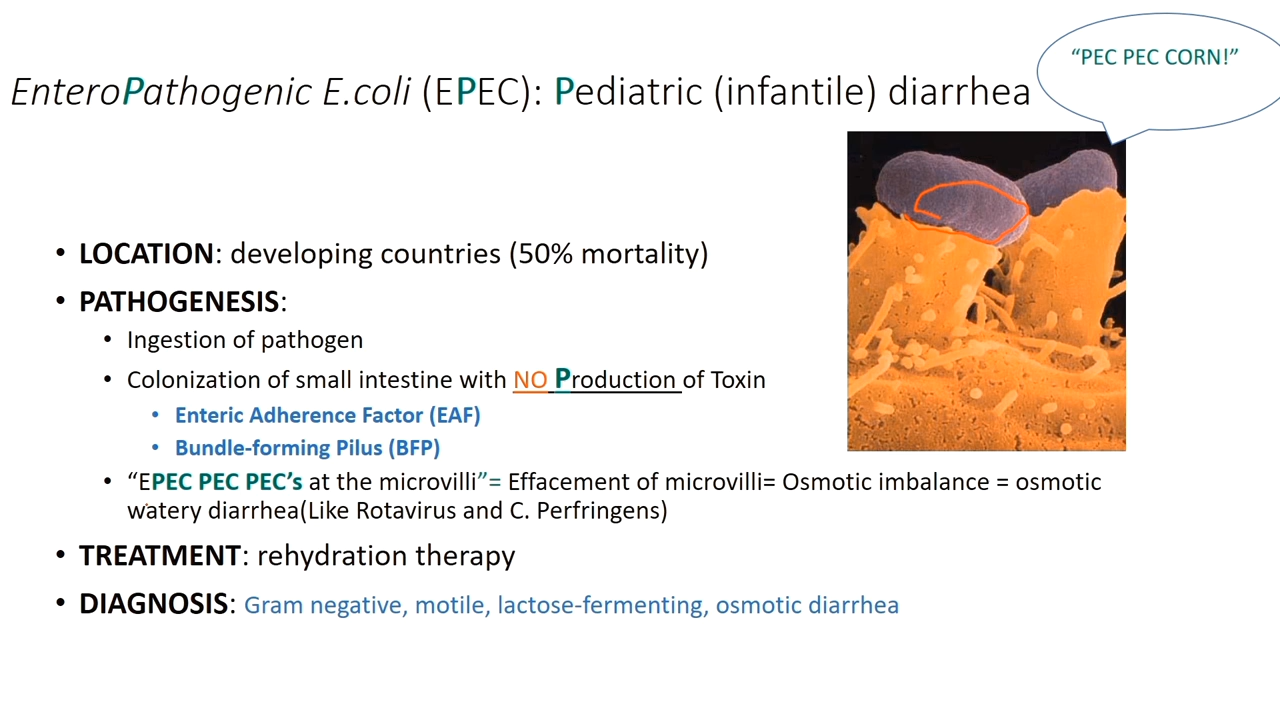 “PEC PEC CORN!”
EnteroPathogenic E.coli (EPEC): Pediatric (infantile) diarrhea
• LOCATION: developing countries (50% mortality)
• PATHOGENESIS:
• Ingestion of pathogen
• Colonization of small intestine with NO Production of Toxin
• Enteric Adherence Factor (EAF)
• Bundle-forming Pilus (BFP)
• “EPEC PEC PEC’s at the microvilli”= Effacement of microvilli= Osmotic imbalance = osmotic
watery diarrhea(Like Rotavirus and C. Perfringens)
• TREATMENT: rehydration therapy
• DIAGNOSIS: Gram negative, motile, lactose-fermenting, osmotic diarrhea